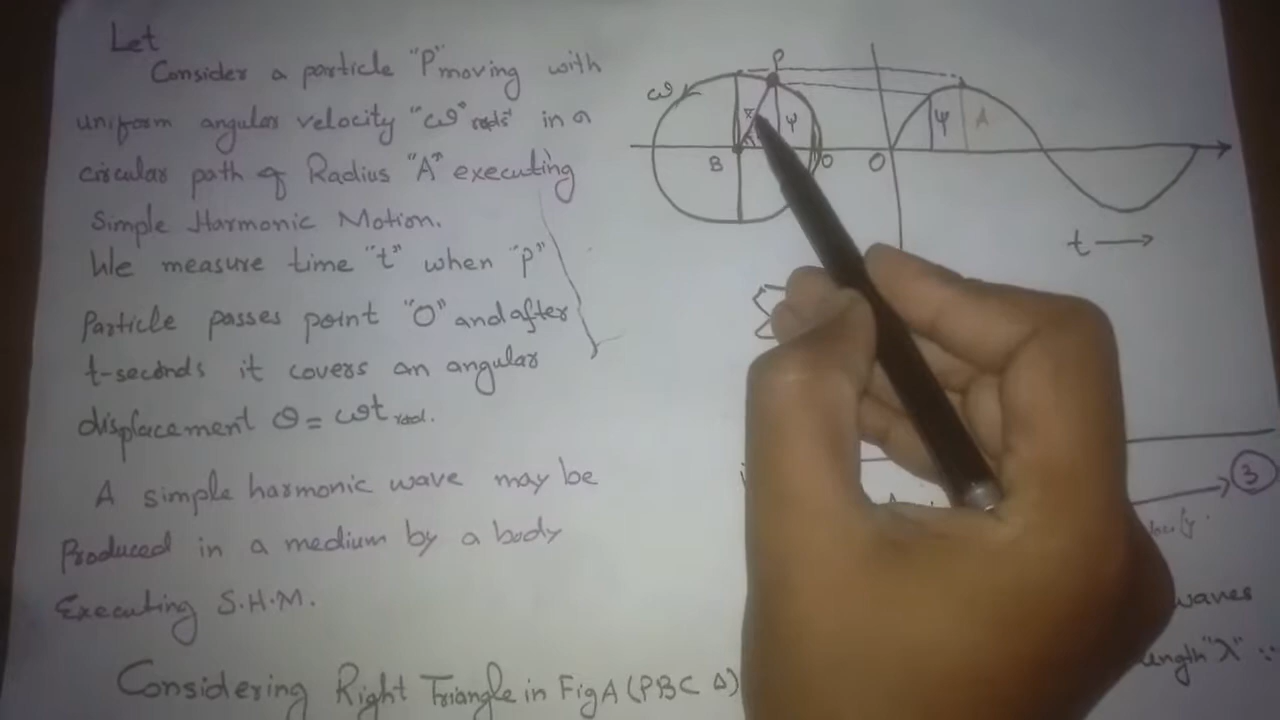 Let
Consider a particle "P" moving with
uniform angular velocity "ω" rads⁻¹ in a
circular path of Radius "A" executing
Simple Harmonic Motion.
We measure time "t" when "P"
Particle passes point "O" and after
t-seconds it covers an angular
displacement θ = ωt rad.
A simple harmonic wave may be
Produced in a medium by a body
Executing S.H.M.
Considering Right Triangle in Fig A (PBC Δ)
P
ω
ψ
ψ
A
B
O
O
t →
3
waves
"λ" ∵